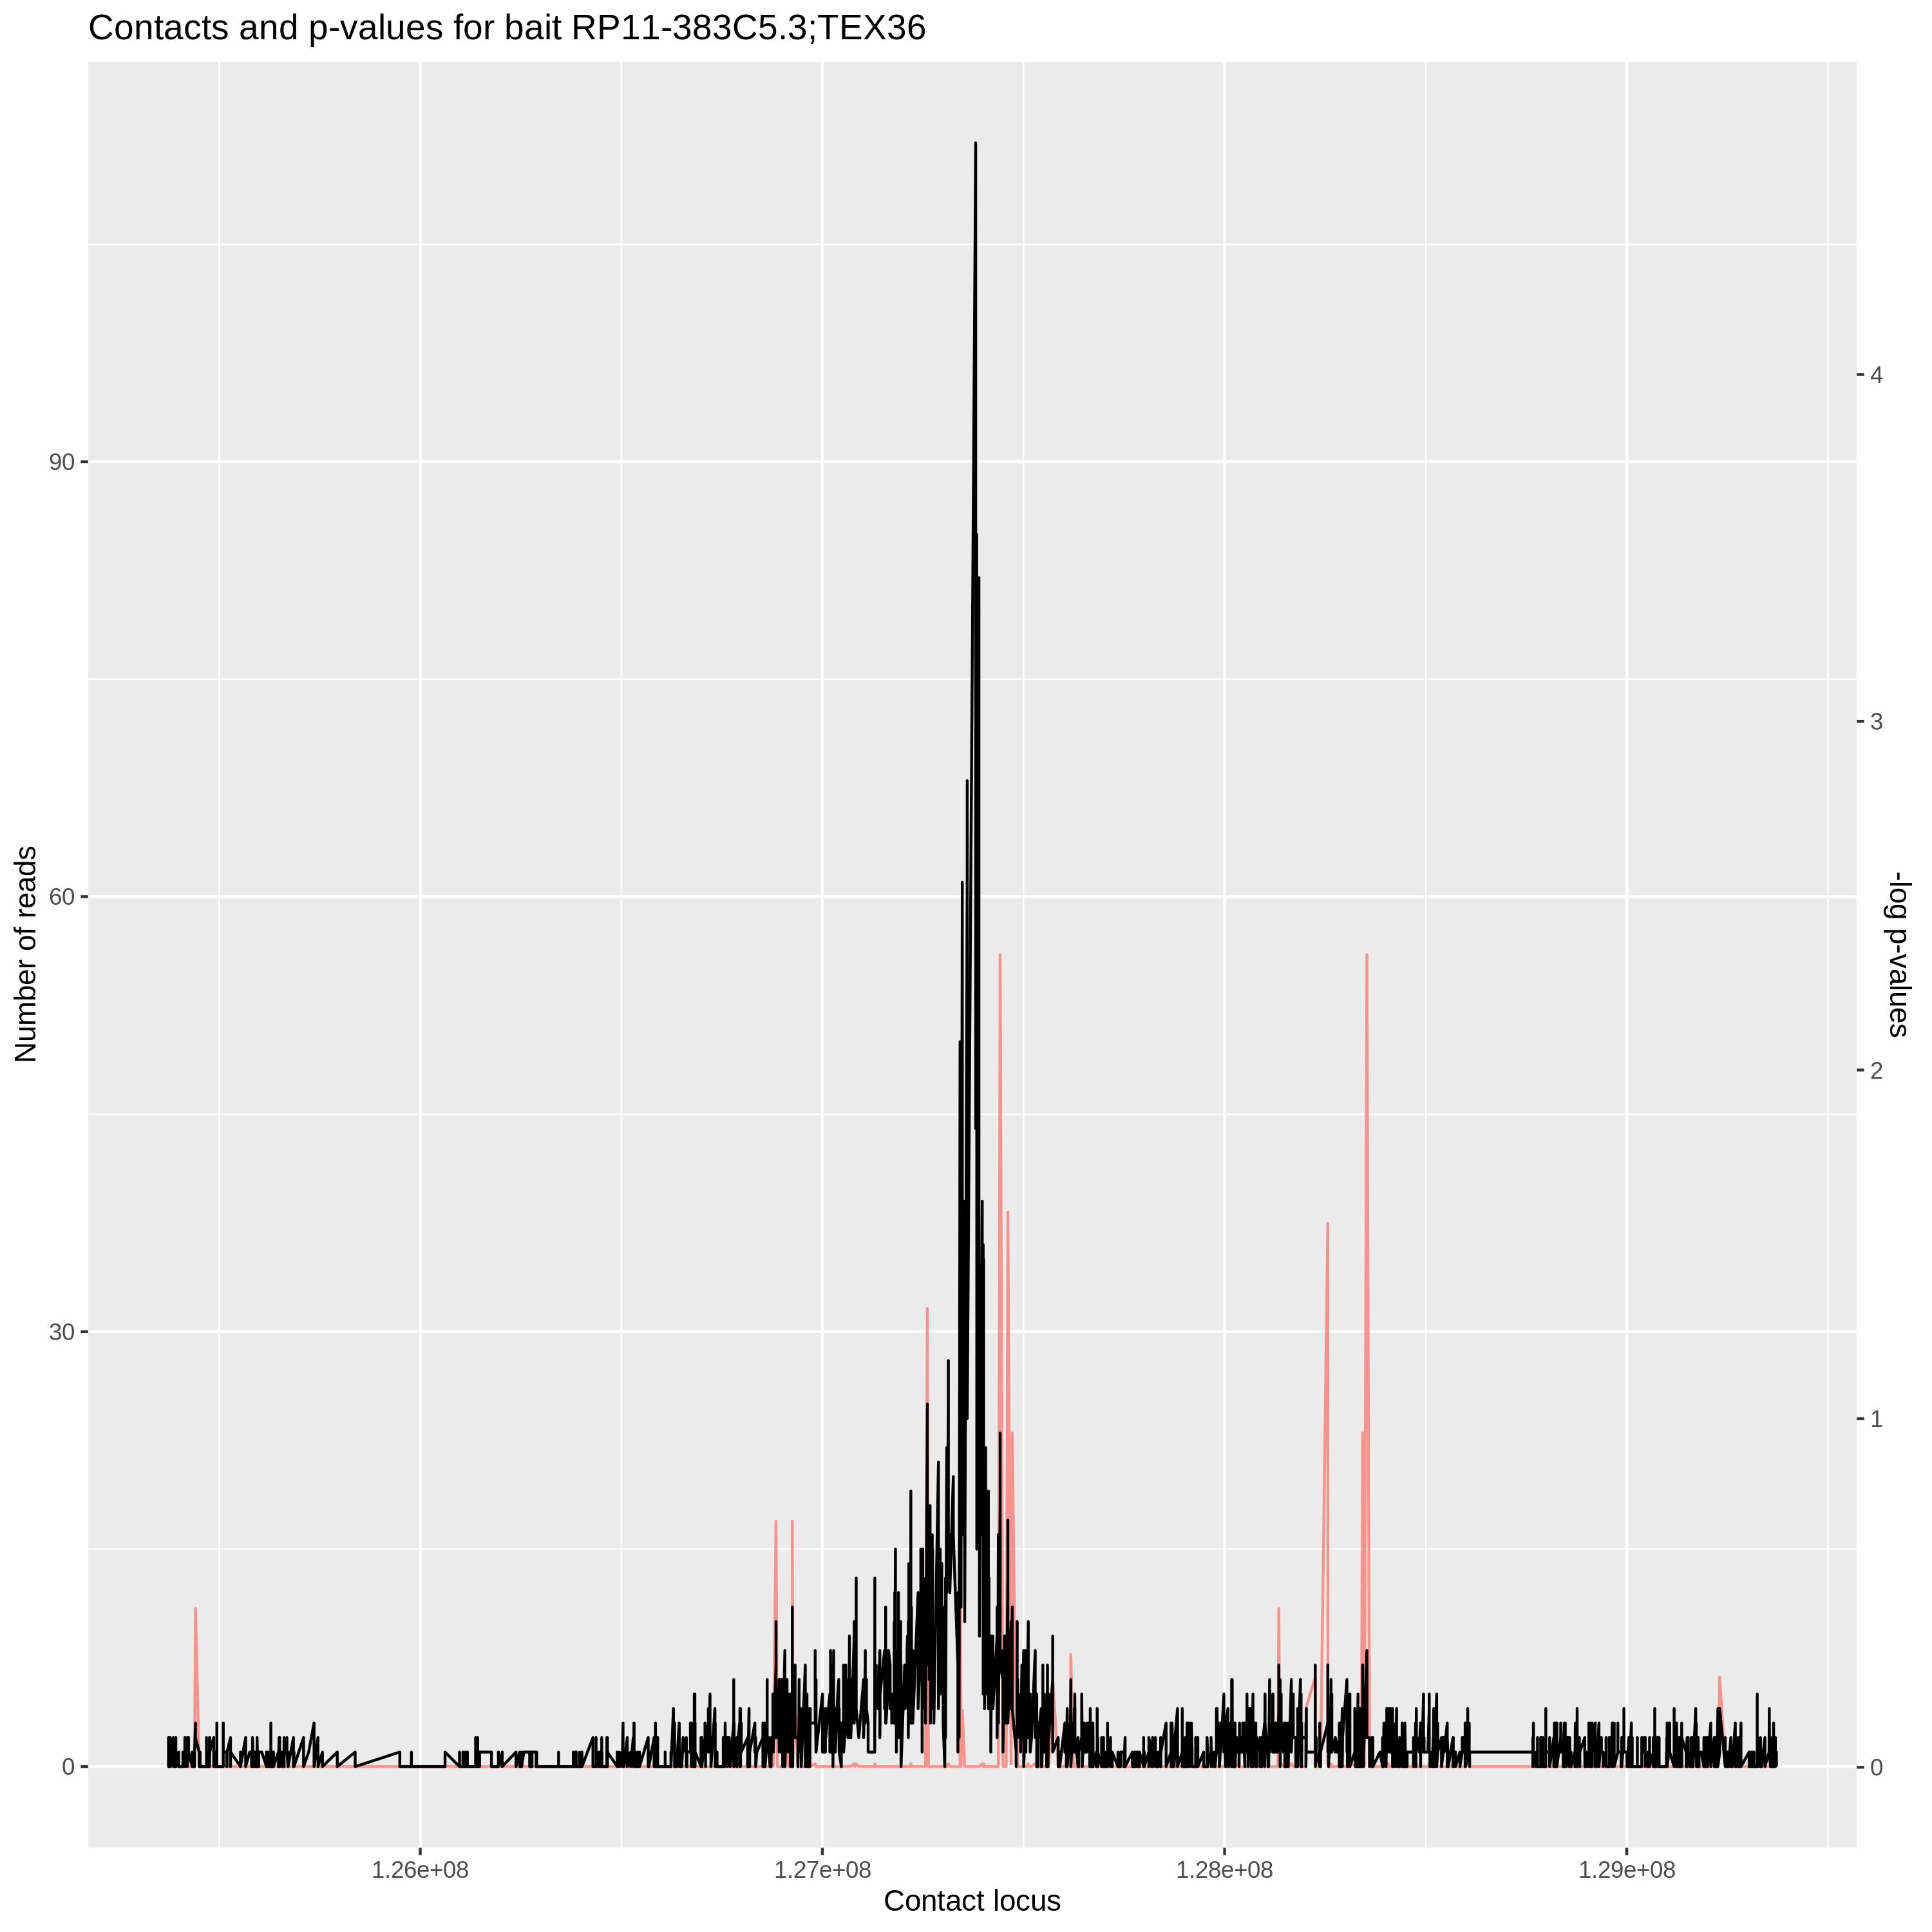 Contacts and p-values for bait RP11-383C5.3;TEX36
Number of reads
90
60
30
0
4
3
2
1
0
-log p-values
1.26e+08
1.27e+08
1.28e+08
1.29e+08
Contact locus